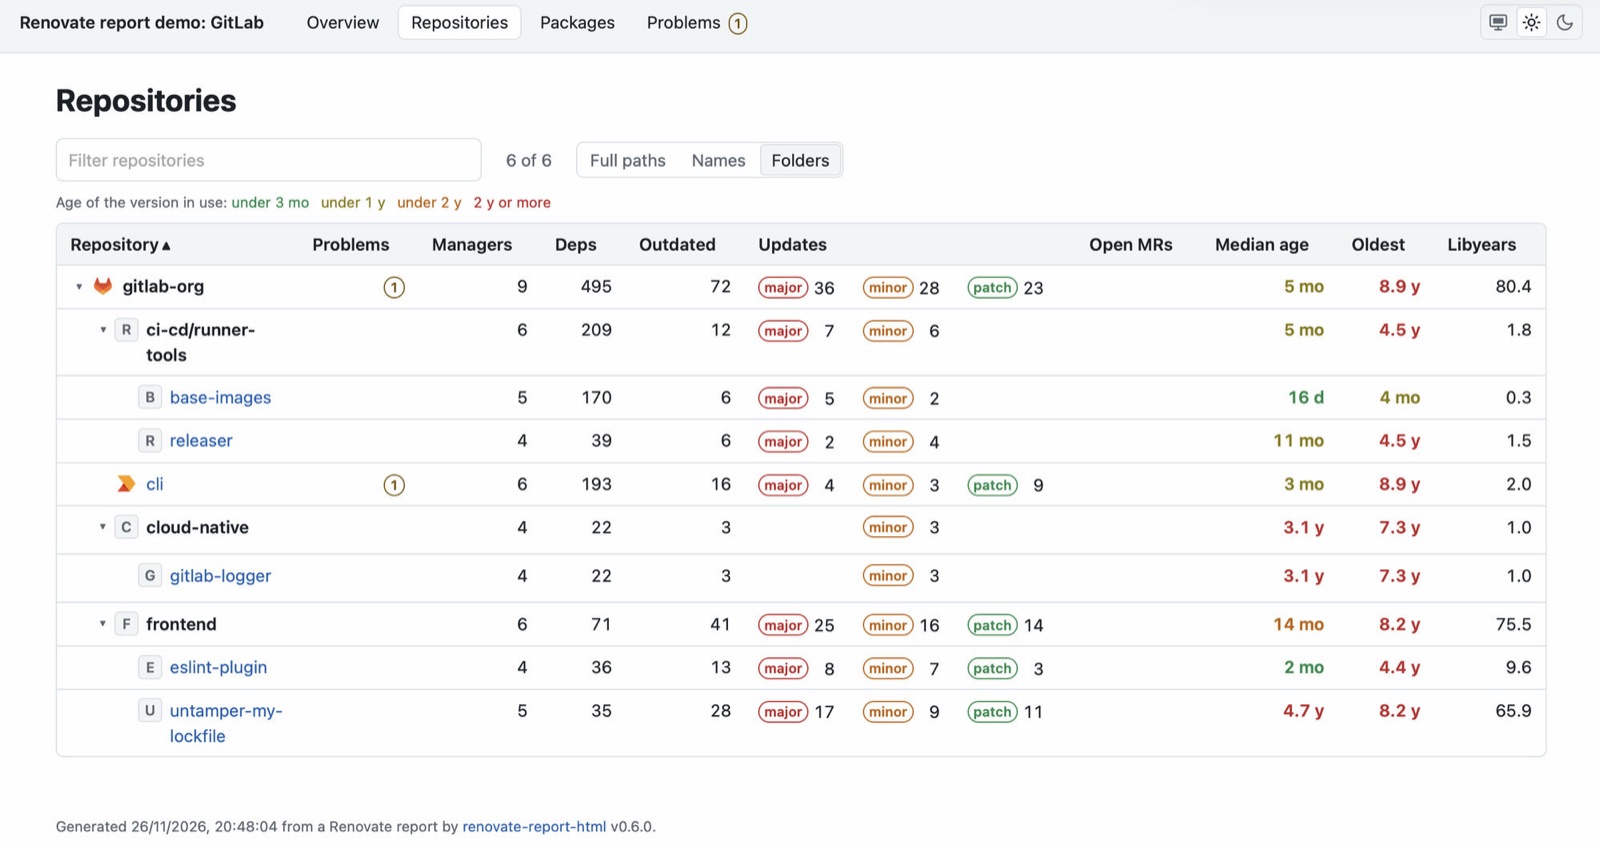 Renovate report demo: GitLab Overview Repositories Packages Problems 1
Repositories
Filter repositories 6 of 6 Full paths Names Folders
Age of the version in use: under 3 mo under 1 y under 2 y 2 y or more
Repository ▲ Problems Managers Deps Outdated Updates Open MRs Median age Oldest Libyears
▾ gitlab-org 1 9 495 72 major 36 minor 28 patch 23 5 mo 8.9 y 80.4
▾ R ci-cd/runner- 6 209 12 major 7 minor 6 5 mo 4.5 y 1.8
tools
B base-images 5 170 6 major 5 minor 2 16 d 4 mo 0.3
R releaser 4 39 6 major 2 minor 4 11 mo 4.5 y 1.5
cli 1 6 193 16 major 4 minor 3 patch 9 3 mo 8.9 y 2.0
▾ C cloud-native 4 22 3 minor 3 3.1 y 7.3 y 1.0
G gitlab-logger 4 22 3 minor 3 3.1 y 7.3 y 1.0
▾ F frontend 6 71 41 major 25 minor 16 patch 14 14 mo 8.2 y 75.5
E eslint-plugin 4 36 13 major 8 minor 7 patch 3 2 mo 4.4 y 9.6
U untamper-my- 5 35 28 major 17 minor 9 patch 11 4.7 y 8.2 y 65.9
lockfile
Generated 26/11/2026, 20:48:04 from a Renovate report by renovate-report-html v0.6.0.